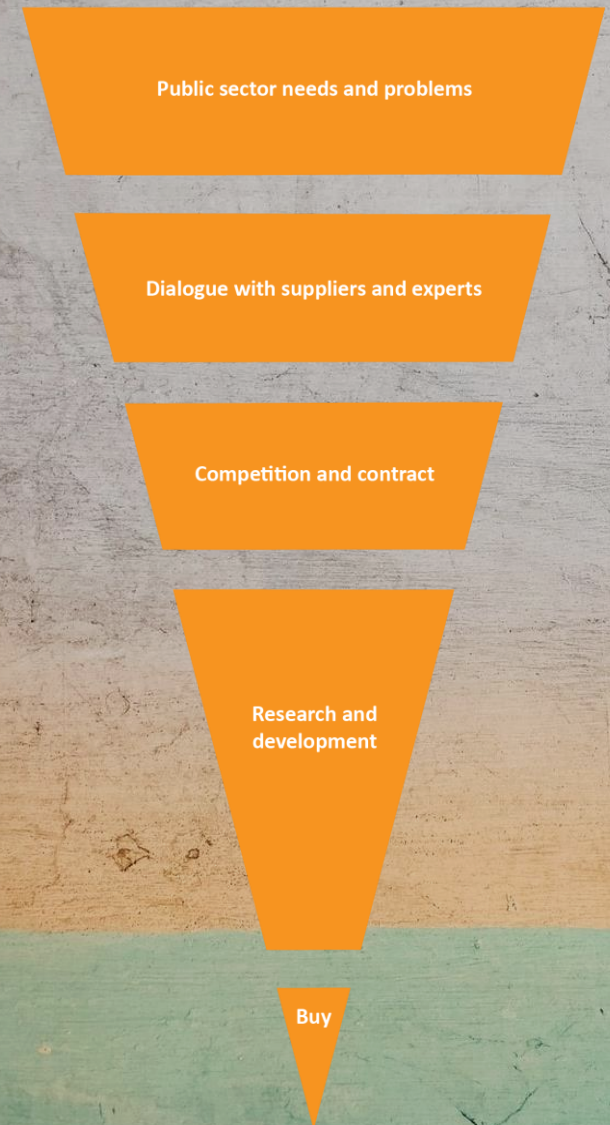 Public sector needs and problems
Dialogue with suppliers and experts
Competition and contract
Research and
development
Buy